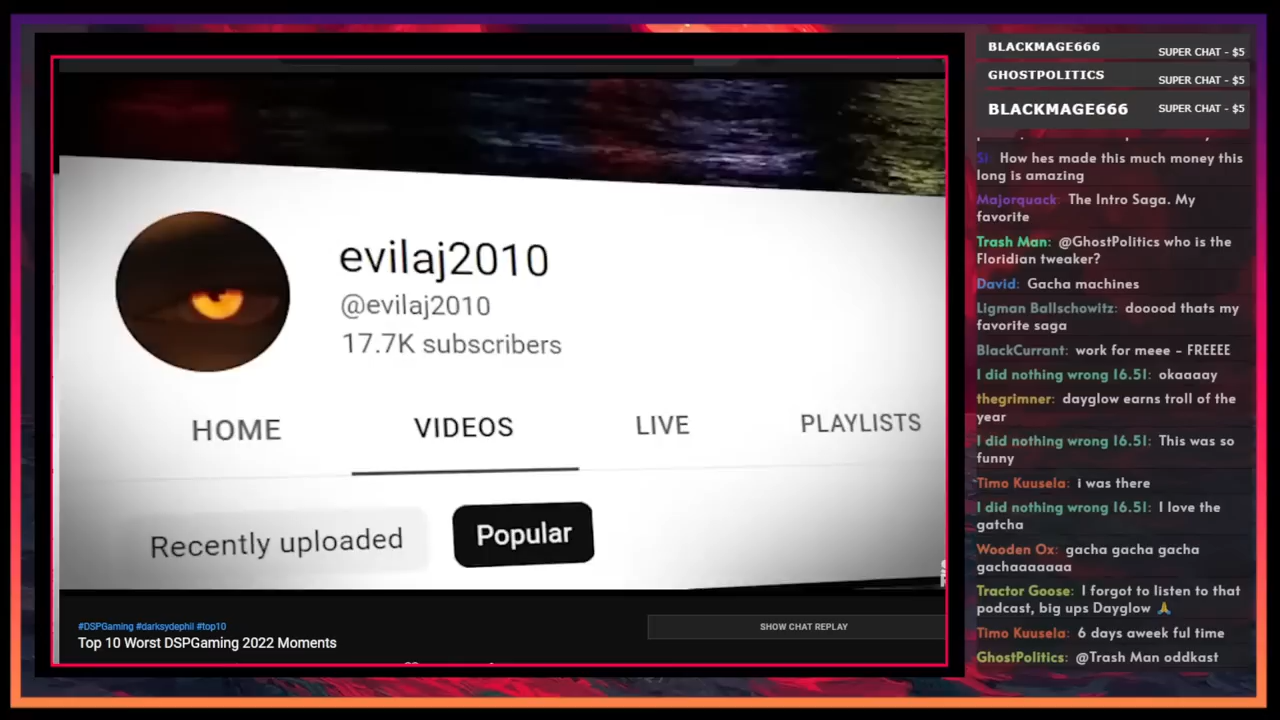 evilaj2010
@evilaj2010
17.7K subscribers
HOME VIDEOS LIVE PLAYLISTS
Recently uploaded Popular
#DSPGaming #darksydephil #top10
Top 10 Worst DSPGaming 2022 Moments
SHOW CHAT REPLAY
BLACKMAGE666 SUPER CHAT - $5
GHOSTPOLITICS SUPER CHAT - $5
BLACKMAGE666 SUPER CHAT - $5
SI: How hes made this much money this
long is amazing
Majorquack: The Intro Saga. My
favorite
Trash Man: @GhostPolitics who is the
Floridian tweaker?
David: Gacha machines
Ligman Ballschowitz: dooood thats my
favorite saga
BlackCurrant: work for meee - FREEEE
I did nothing wrong 16.5l: okaaaay
thegrimner: dayglow earns troll of the
year
I did nothing wrong 16.5l: This was so
funny
Timo Kuusela: i was there
I did nothing wrong 16.5l: I love the
gatcha
Wooden Ox: gacha gacha gacha
gachaaaaaaa
Tractor Goose: I forgot to listen to that
podcast, big ups Dayglow 🙏
Timo Kuusela: 6 days aweek ful time
GhostPolitics: @Trash Man oddkast